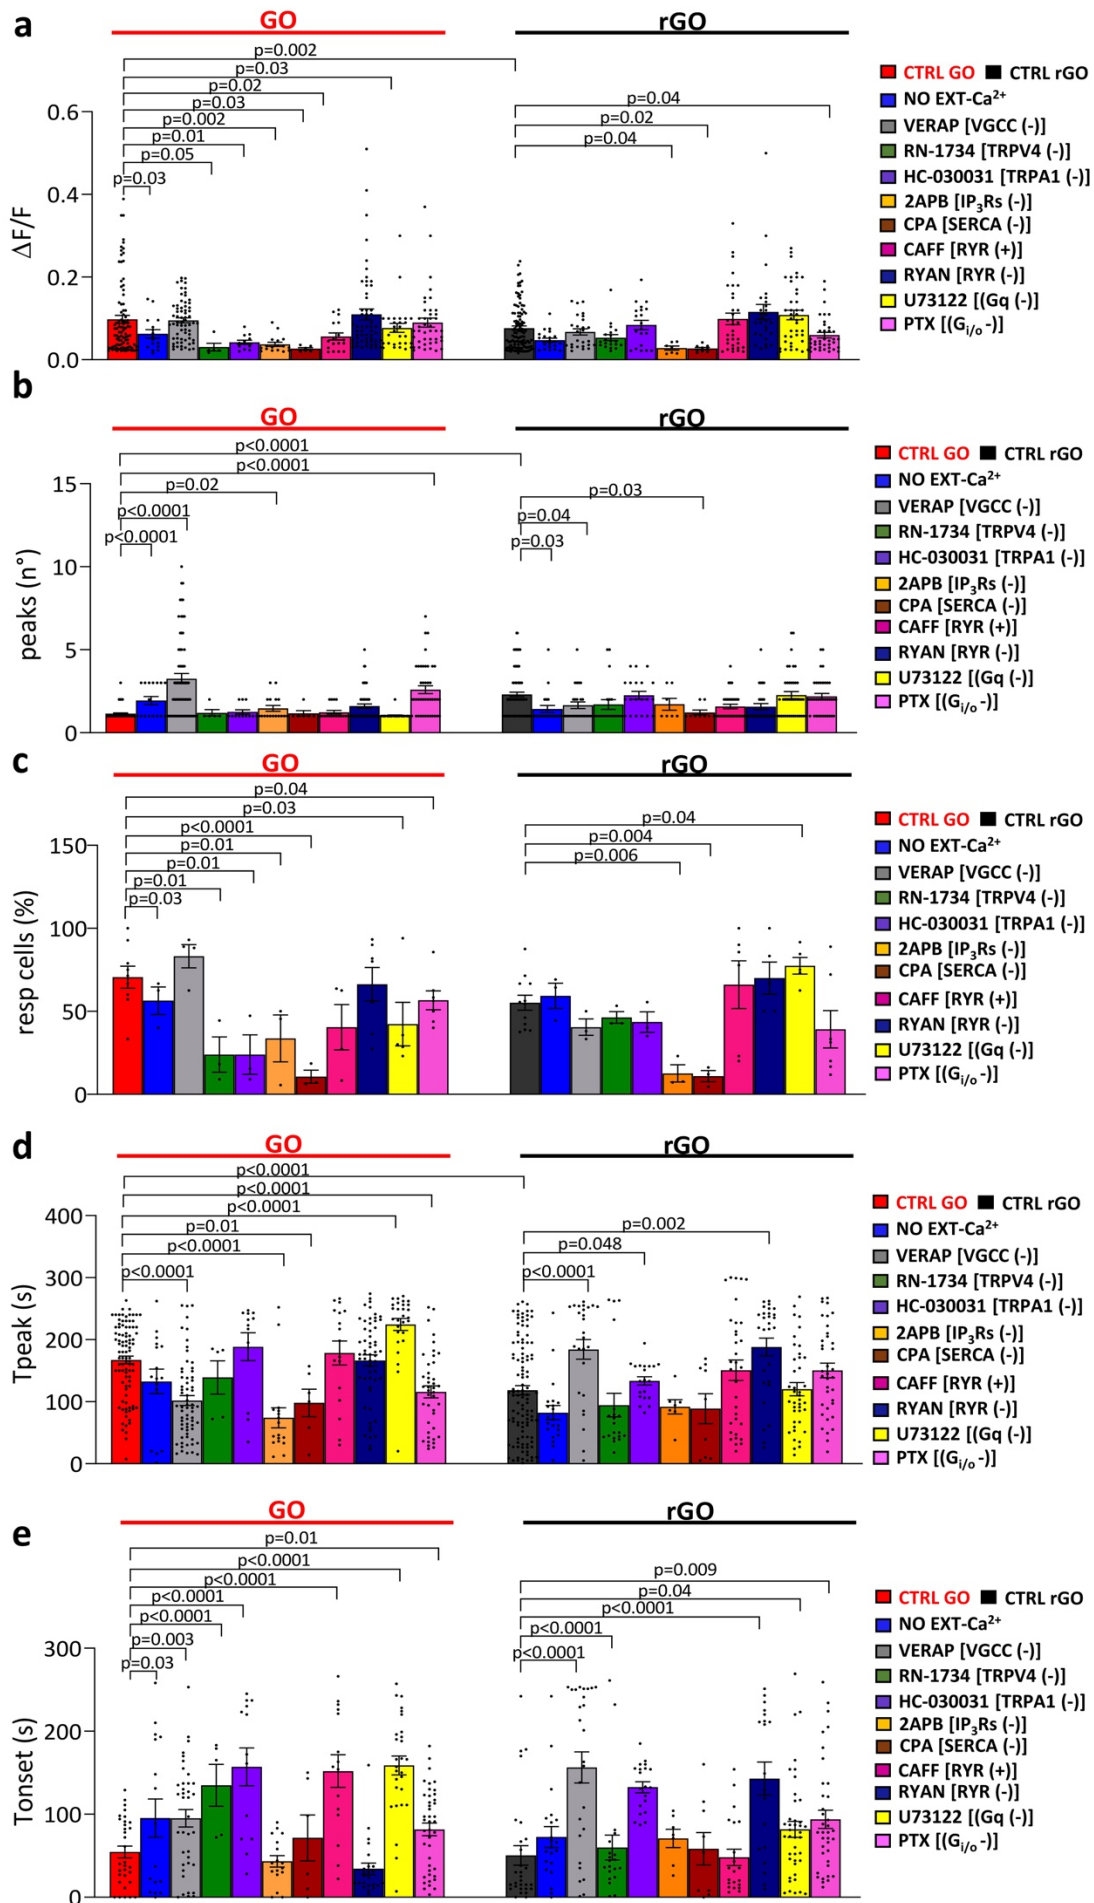 a
GO
rGO
p=0.002
p=0.03
p=0.02
p=0.03
p=0.002
p=0.01
p=0.05
p=0.03
p=0.04
p=0.02
p=0.04
ΔF/F
0.6
0.4
0.2
0.0
CTRL GO CTRL rGO
NO EXT-Ca²⁺
VERAP [VGCC (-)]
RN-1734 [TRPV4 (-)]
HC-030031 [TRPA1 (-)]
2APB [IP₃Rs (-)]
CPA [SERCA (-)]
CAFF [RYR (+)]
RYAN [RYR (-)]
U73122 [(Gq (-)]
PTX [(Gᵢ/ₒ -)]
b
GO
rGO
p<0.0001
p<0.0001
p=0.02
p<0.0001
p<0.0001
p=0.03
p=0.04
p=0.03
peaks (n°)
15
10
5
0
CTRL GO CTRL rGO
NO EXT-Ca²⁺
VERAP [VGCC (-)]
RN-1734 [TRPV4 (-)]
HC-030031 [TRPA1 (-)]
2APB [IP₃Rs (-)]
CPA [SERCA (-)]
CAFF [RYR (+)]
RYAN [RYR (-)]
U73122 [(Gq (-)]
PTX [(Gᵢ/ₒ -)]
c
GO
rGO
p=0.04
p=0.03
p<0.0001
p=0.01
p=0.01
p=0.01
p=0.03
p=0.04
p=0.004
p=0.006
resp cells (%)
150
100
50
0
CTRL GO CTRL rGO
NO EXT-Ca²⁺
VERAP [VGCC (-)]
RN-1734 [TRPV4 (-)]
HC-030031 [TRPA1 (-)]
2APB [IP₃Rs (-)]
CPA [SERCA (-)]
CAFF [RYR (+)]
RYAN [RYR (-)]
U73122 [(Gq (-)]
PTX [(Gᵢ/ₒ -)]
d
GO
rGO
p<0.0001
p<0.0001
p<0.0001
p=0.01
p<0.0001
p<0.0001
p=0.002
p=0.048
p<0.0001
Tpeak (s)
400
300
200
100
0
CTRL GO CTRL rGO
NO EXT-Ca²⁺
VERAP [VGCC (-)]
RN-1734 [TRPV4 (-)]
HC-030031 [TRPA1 (-)]
2APB [IP₃Rs (-)]
CPA [SERCA (-)]
CAFF [RYR (+)]
RYAN [RYR (-)]
U73122 [(Gq (-)]
PTX [(Gᵢ/ₒ -)]
e
GO
rGO
p=0.01
p<0.0001
p<0.0001
p<0.0001
p<0.0001
p=0.003
p=0.03
p=0.009
p=0.04
p<0.0001
p<0.0001
p<0.0001
Tonset (s)
300
200
100
0
CTRL GO CTRL rGO
NO EXT-Ca²⁺
VERAP [VGCC (-)]
RN-1734 [TRPV4 (-)]
HC-030031 [TRPA1 (-)]
2APB [IP₃Rs (-)]
CPA [SERCA (-)]
CAFF [RYR (+)]
RYAN [RYR (-)]
U73122 [(Gq (-)]
PTX [(Gᵢ/ₒ -)]